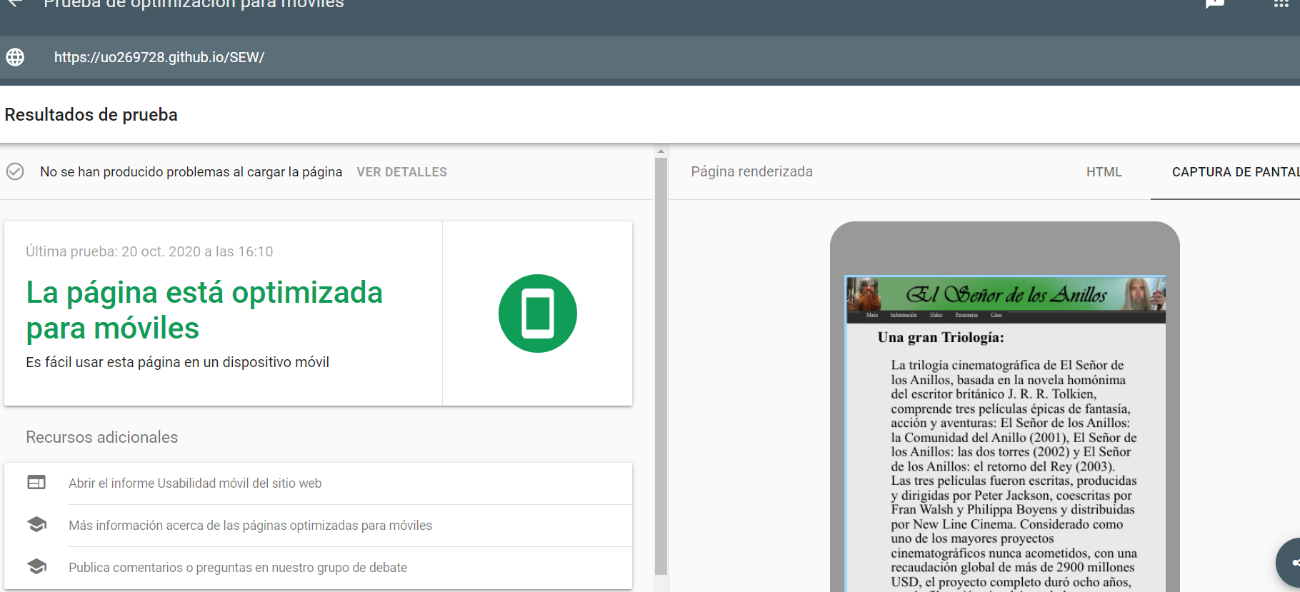 Prueba de optimización para móviles
https://uo269728.github.io/SEW/
Resultados de prueba
No se han producido problemas al cargar la página VER DETALLES
Última prueba: 20 oct. 2020 a las 16:10
La página está optimizada
para móviles
Es fácil usar esta página en un dispositivo móvil
Recursos adicionales
Abrir el informe Usabilidad móvil del sitio web
Más información acerca de las páginas optimizadas para móviles
Publica comentarios o preguntas en nuestro grupo de debate
Página renderizada HTML CAPTURA DE PANTAL
El Señor de los Anillos
Información Video Personajes Citas
Una gran Triología:
La trilogía cinematográfica de El Señor de
los Anillos, basada en la novela homónima
del escritor británico J. R. R. Tolkien,
comprende tres películas épicas de fantasía,
acción y aventuras: El Señor de los Anillos:
la Comunidad del Anillo (2001), El Señor de
los Anillos: las dos torres (2002) y El Señor
de los Anillos: el retorno del Rey (2003).
Las tres películas fueron escritas, producidas
y dirigidas por Peter Jackson, coescritas por
Fran Walsh y Philippa Boyens y distribuidas
por New Line Cinema. Considerado como
uno de los mayores proyectos
cinematográficos nunca acometidos, con una
recaudación global de más de 2900 millones
USD, el proyecto completo duró ocho años,